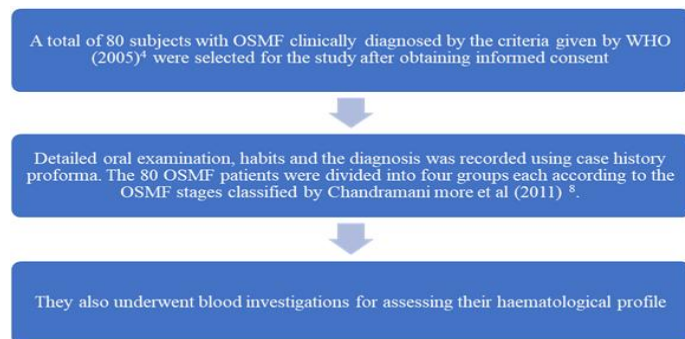 A total of 80 subjects with OSMF clinically diagnosed by the criteria given by WHO
(2005)⁴ were selected for the study after obtaining informed consent
Detailed oral examination, habits and the diagnosis was recorded using case history
proforma. The 80 OSMF patients were divided into four groups each according to the
OSMF stages classified by Chandramani more et al (2011) ⁸.
They also underwent blood investigations for assessing their haematological profile